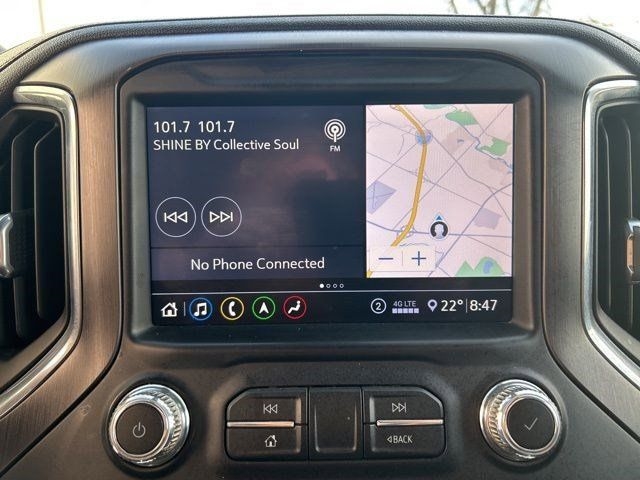 101.7 101.7
SHINE BY Collective Soul
FM
No Phone Connected
2 4G LTE 22° 8:47
BACK